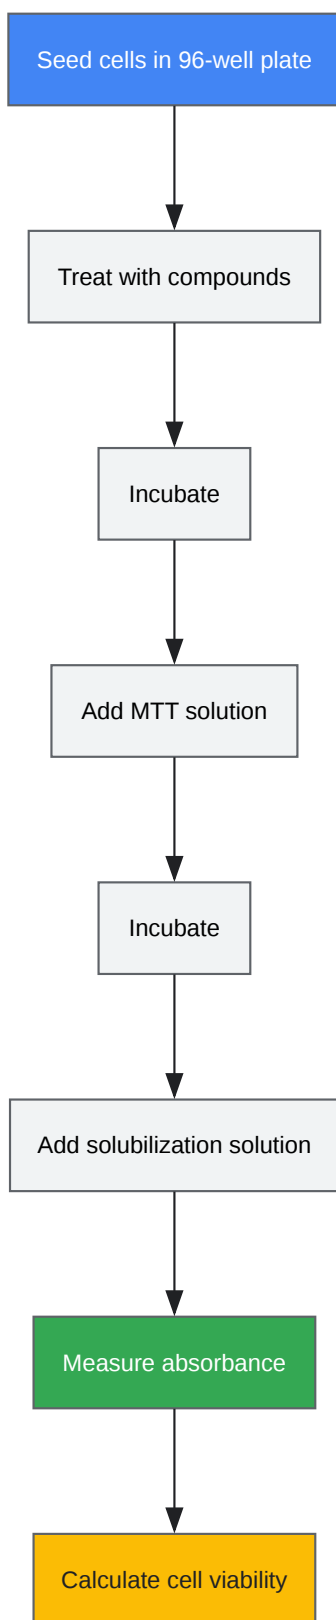 Seed cells in 96-well plate
Treat with compounds
Incubate
Add MTT solution
Incubate
Add solubilization solution
Measure absorbance
Calculate cell viability